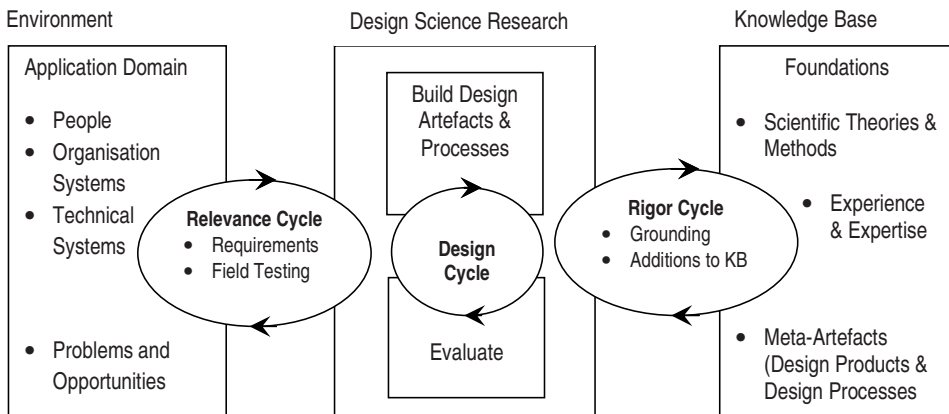 Environment
Design Science Research
Knowledge Base
Application Domain
• People
• Organisation
Systems
• Technical
Systems
• Problems and
Opportunities
Relevance Cycle
• Requirements
• Field Testing
Build Design
Artefacts &
Processes
Design
Cycle
Evaluate
Rigor Cycle
• Grounding
• Additions to KB
Foundations
• Scientific Theories &
Methods
• Experience
& Expertise
• Meta-Artefacts
(Design Products &
Design Processes